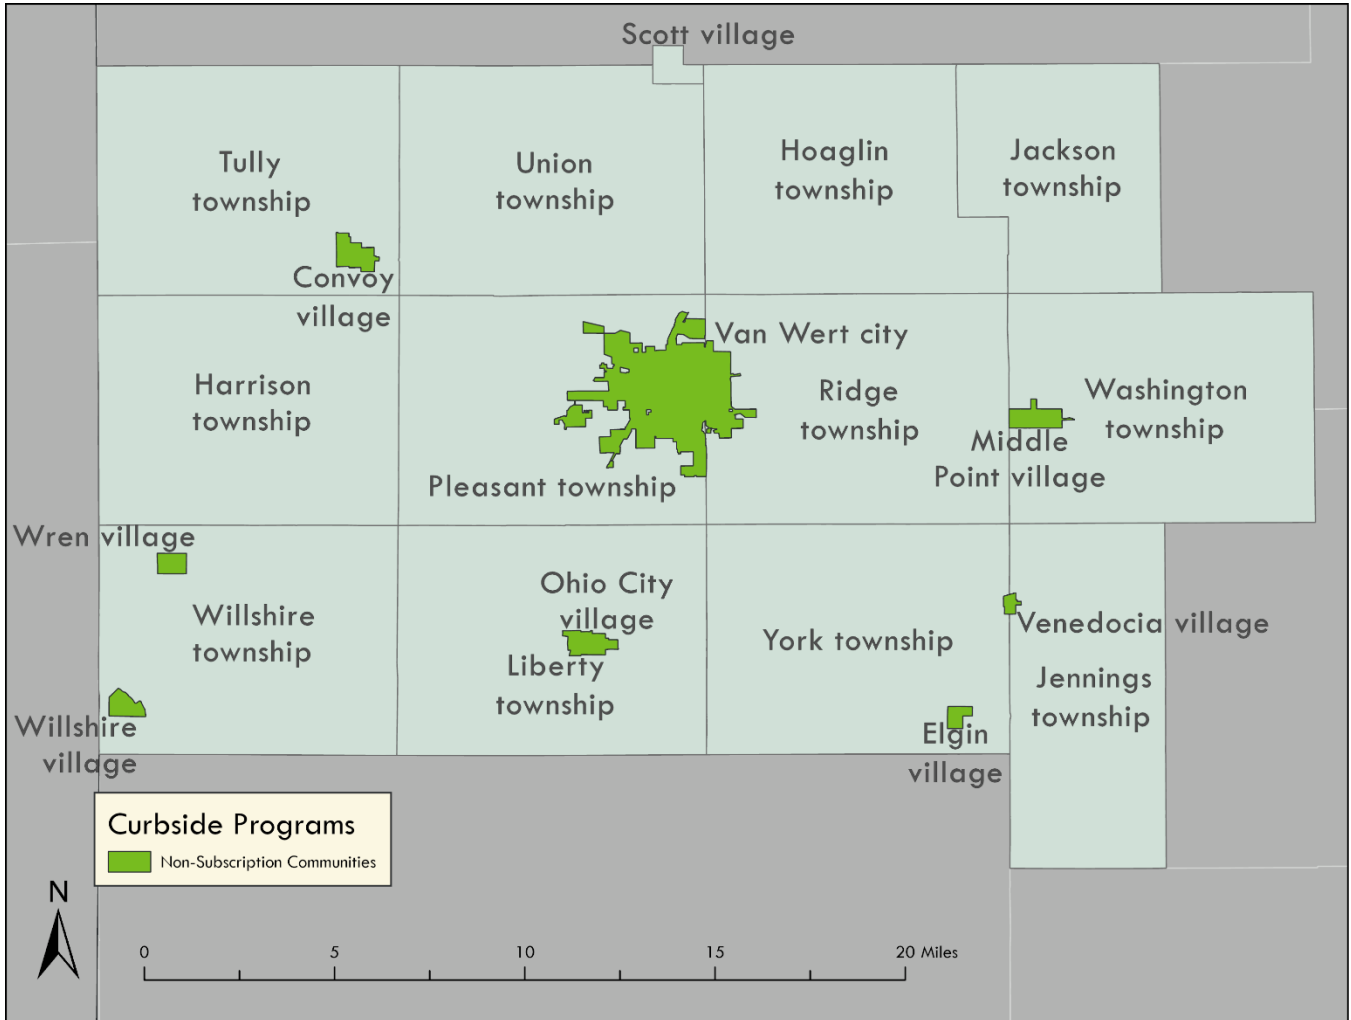 Scott village
Tully
township
Union
township
Hoaglin
township
Jackson
township
Convoy
village
Van Wert city
Harrison
township
Ridge
township
Washington
township
Middle
Point village
Pleasant township
Wren village
Willshire
township
Ohio City
village
Liberty
township
York township
Venedocia village
Jennings
township
Willshire
village
Elgin
village
Curbside Programs
Non-Subscription Communities
N
0 5 10 15 20 Miles